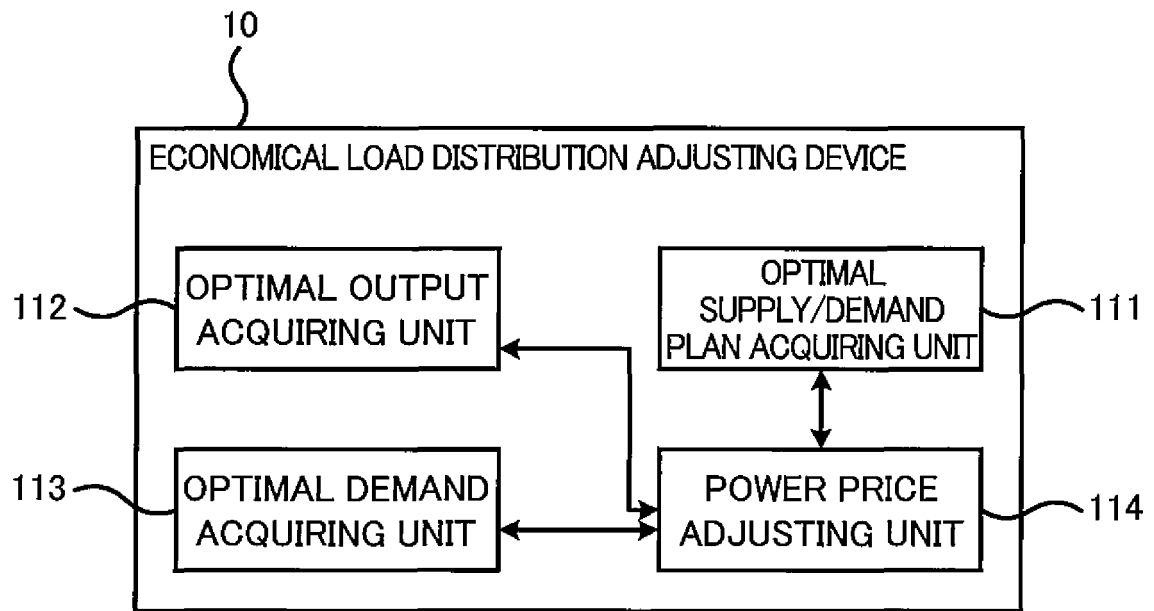 10
ECONOMICAL LOAD DISTRIBUTION ADJUSTING DEVICE
112
OPTIMAL OUTPUT
ACQUIRING UNIT
OPTIMAL
SUPPLY/DEMAND
PLAN ACQUIRING UNIT
111
113
OPTIMAL DEMAND
ACQUIRING UNIT
POWER PRICE
ADJUSTING UNIT
114